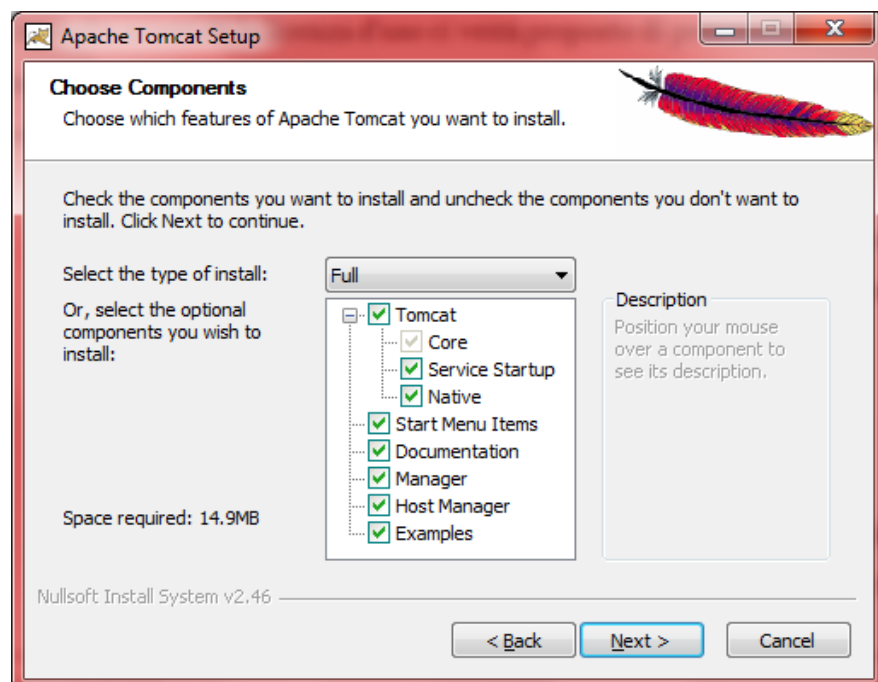 Apache Tomcat Setup
Choose Components
Choose which features of Apache Tomcat you want to install.
Check the components you want to install and uncheck the components you don't want to
install. Click Next to continue.
Select the type of install:
Full
Or, select the optional
components you wish to
install:
Tomcat
Core
Service Startup
Native
Start Menu Items
Documentation
Manager
Host Manager
Examples
Description
Position your mouse
over a component to
see its description.
Space required: 14.9MB
Nullsoft Install System v2.46
< Back
Next >
Cancel